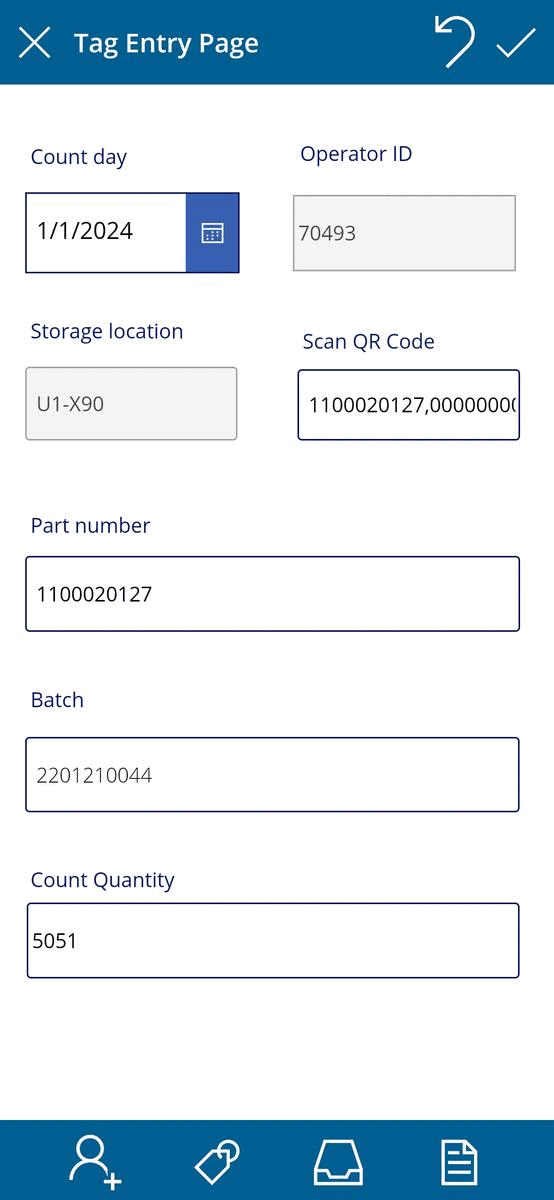 Tag Entry Page
Count day
Operator ID
1/1/2024
70493
Storage location
Scan QR Code
U1-X90
1100020127,0000000
Part number
1100020127
Batch
2201210044
Count Quantity
5051